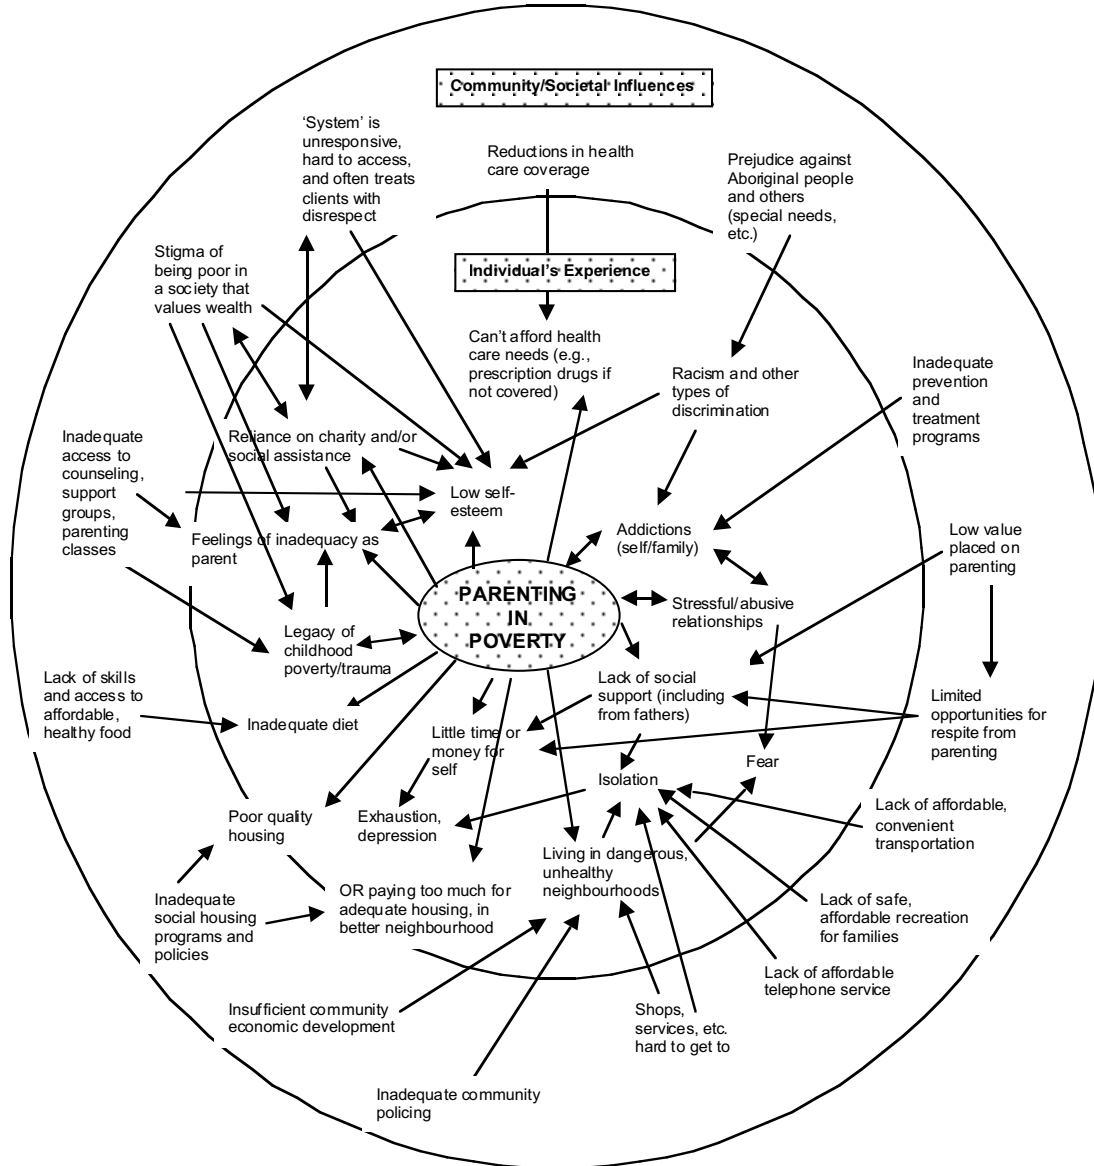 Community/Societal Influences
‘System’ is
unresponsive,
hard to access,
and often treats
clients with
disrespect
Reductions in health
care coverage
Prejudice against
Aboriginal people
and others
(special needs,
etc.)
Stigma of
being poor in
a society that
values wealth
Individual’s Experience
Can’t afford health
care needs (e.g.,
prescription drugs if
not covered)
Racism and other
types of
discrimination
Inadequate
prevention
and
treatment
programs
Inadequate
access to
counseling,
support
groups,
parenting
classes
Reliance on charity and/or
social assistance
Low self-
esteem
Feelings of inadequacy as
parent
Addictions
(self/family)
Low value
placed on
parenting
PARENTING
IN
POVERTY
Stressful/abusive
relationships
Legacy of
childhood
poverty/trauma
Lack of skills
and access to
affordable,
healthy food
Inadequate diet
Lack of social
support (including
from fathers)
Limited
opportunities for
respite from
parenting
Little time or
money for
self
Fear
Isolation
Poor quality
housing
Exhaustion,
depression
Lack of affordable,
convenient
transportation
Living in dangerous,
unhealthy
neighbourhoods
OR paying too much for
adequate housing, in
better neighbourhood
Inadequate
social housing
programs and
policies
Lack of safe,
affordable recreation
for families
Lack of affordable
telephone service
Insufficient community
economic development
Shops,
services, etc.
hard to get to
Inadequate community
policing